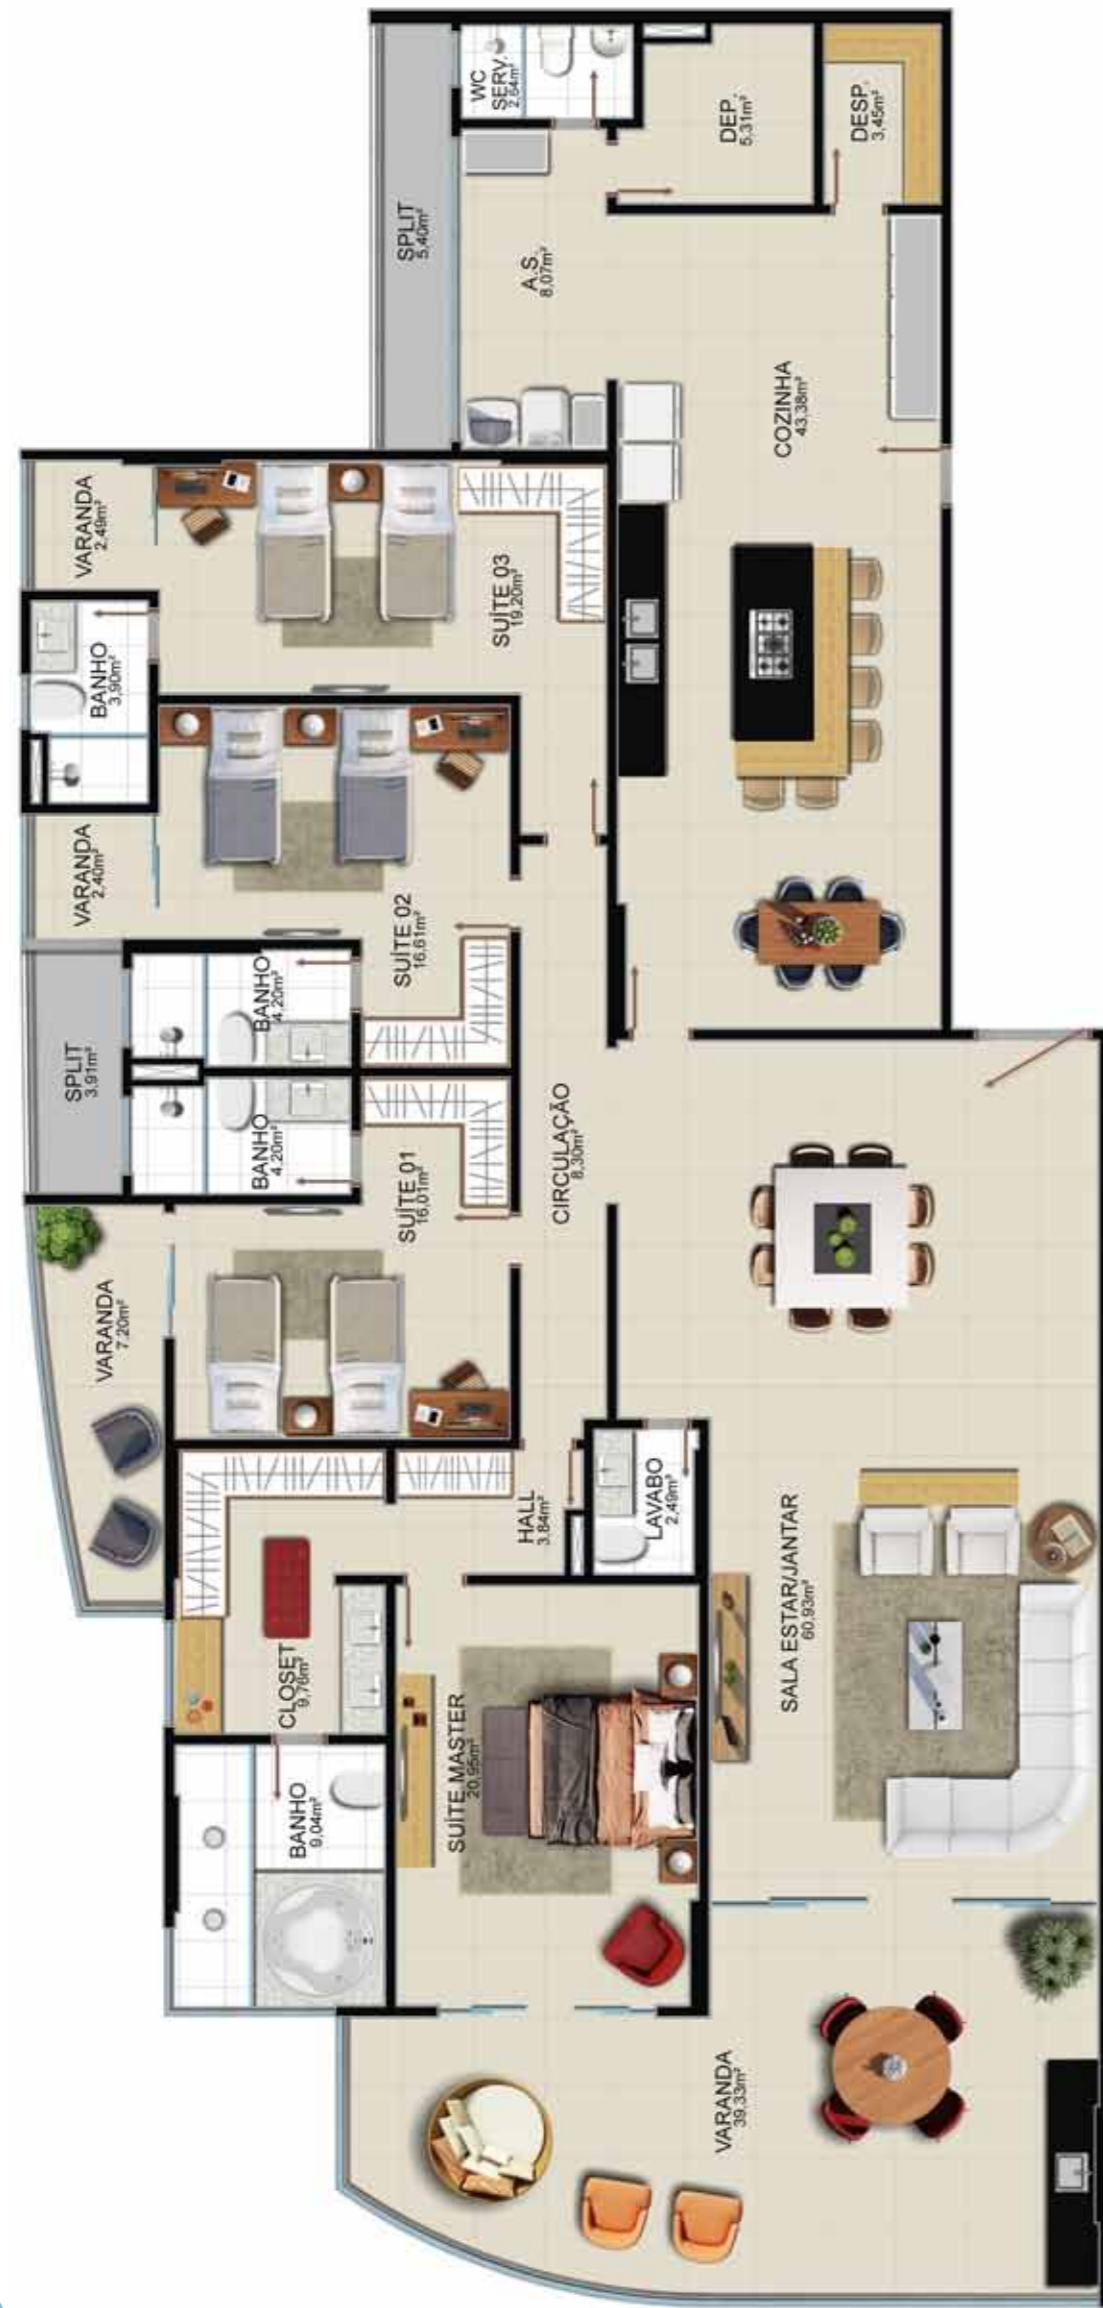 WC
SERV.
2,64m²
DEP.
5,31m²
DESP.
3,45m²
SPLIT
5,40m²
A.S.
8,07m²
COZINHA
43,38m²
VARANDA
2,49m²
BANHO
3,90m²
SUÍTE 03
19,20m²
VARANDA
2,40m²
SUÍTE 02
16,61m²
BANHO
4,20m²
SPLIT
3,91m²
BANHO
4,20m²
SUÍTE 01
16,01m²
CIRCULAÇÃO
8,30m²
VARANDA
7,20m²
HALL
3,84m²
LAVABO
2,49m²
CLOSET
9,76m²
SALA ESTAR/JANTAR
60,93m²
SUÍTE MASTER
20,95m²
BANHO
9,04m²
VARANDA
39,33m²